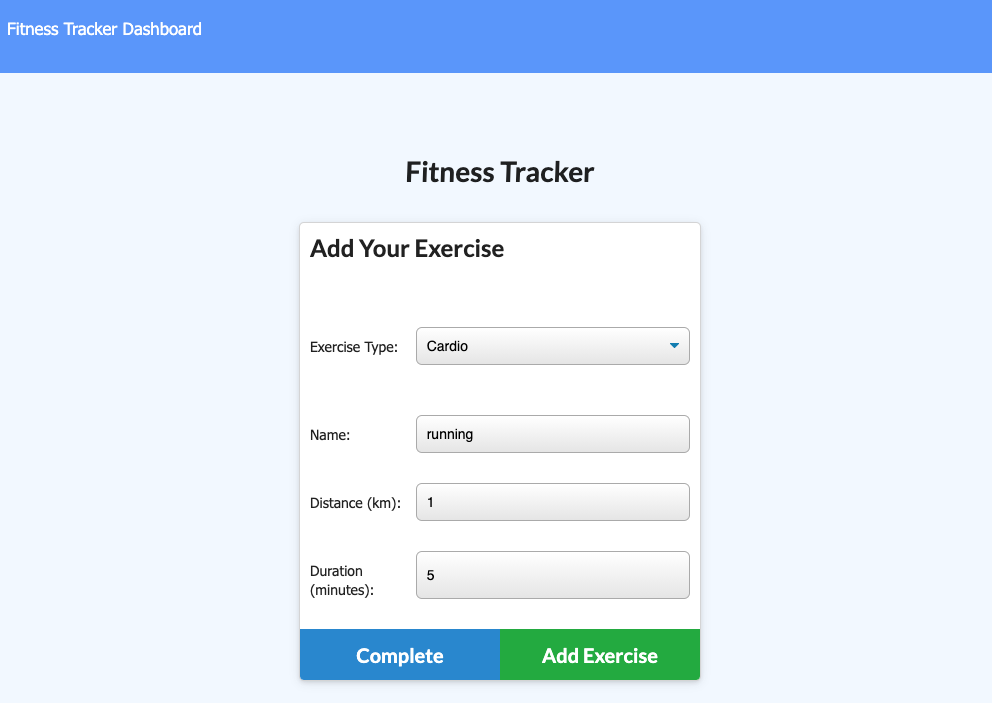 Fitness Tracker Dashboard
Fitness Tracker
Add Your Exercise
Exercise Type: Cardio
Name: running
Distance (km): 1
Duration
(minutes): 5
Complete Add Exercise